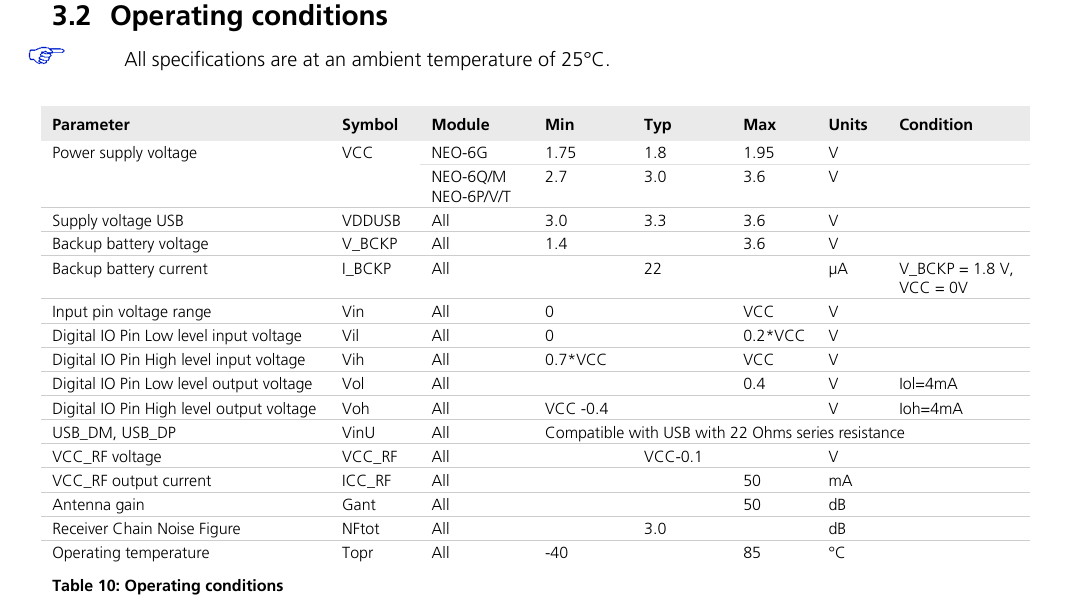 3.2 Operating conditions
All specifications are at an ambient temperature of 25°C.
Parameter Symbol Module Min Typ Max Units Condition
Power supply voltage VCC NEO-6G 1.75 1.8 1.95 V
NEO-6Q/M 2.7 3.0 3.6 V
NEO-6P/V/T
Supply voltage USB VDDUSB All 3.0 3.3 3.6 V
Backup battery voltage V_BCKP All 1.4 3.6 V
Backup battery current I_BCKP All 22 µA V_BCKP = 1.8 V,
VCC = 0V
Input pin voltage range Vin All 0 VCC V
Digital IO Pin Low level input voltage Vil All 0 0.2*VCC V
Digital IO Pin High level input voltage Vih All 0.7*VCC VCC V
Digital IO Pin Low level output voltage Vol All 0.4 V Iol=4mA
Digital IO Pin High level output voltage Voh All VCC -0.4 V Ioh=4mA
USB_DM, USB_DP VinU All Compatible with USB with 22 Ohms series resistance
VCC_RF voltage VCC_RF All VCC-0.1 V
VCC_RF output current ICC_RF All 50 mA
Antenna gain Gant All 50 dB
Receiver Chain Noise Figure NFtot All 3.0 dB
Operating temperature Topr All -40 85 °C
Table 10: Operating conditions